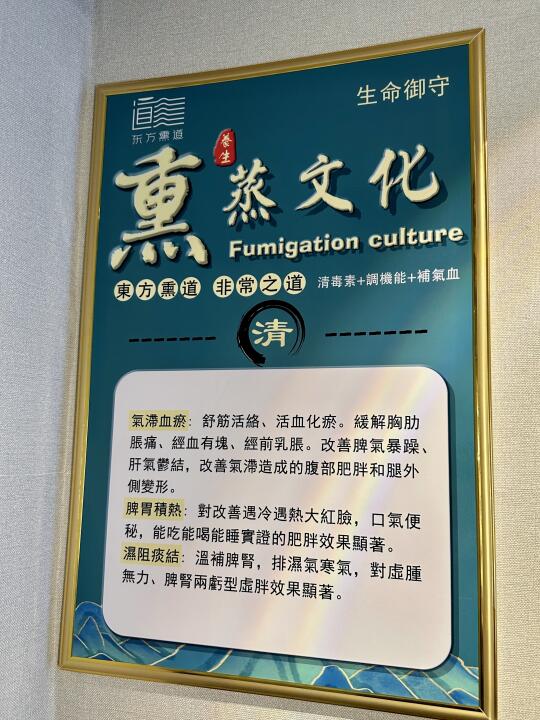 生命御守
东方熏道
養生
熏蒸文化
Fumigation culture
東方熏道 非常之道 清毒素+調機能+補氣血
清
氣滯血瘀：舒筋活絡、活血化瘀。緩解胸肋
脹痛、經血有塊、經前乳脹。改善脾氣暴躁、
肝氣鬱結，改善氣滯造成的腹部肥胖和腿外
側變形。
脾胃積熱：對改善遇冷遇熱大紅臉，口氣便
秘，能吃能喝能睡實證的肥胖效果顯著。
濕阻痰結：溫補脾腎，排濕氣寒氣，對虛腫
無力、脾腎兩虧型虛胖效果顯著。